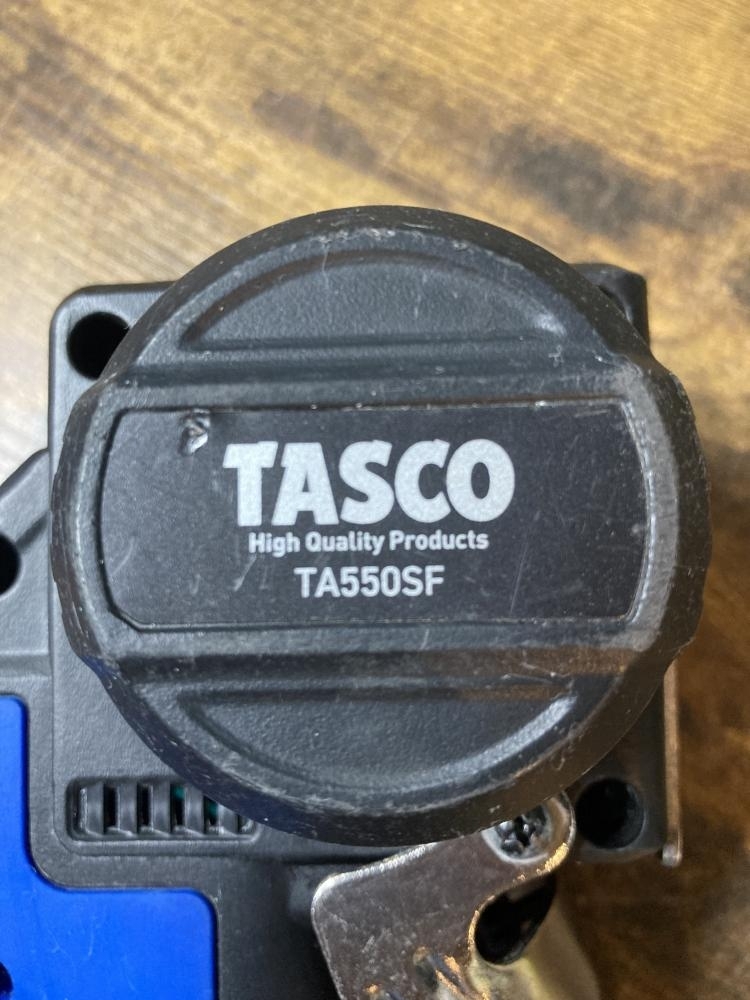 TASCO
High Quality Products
TA550SF